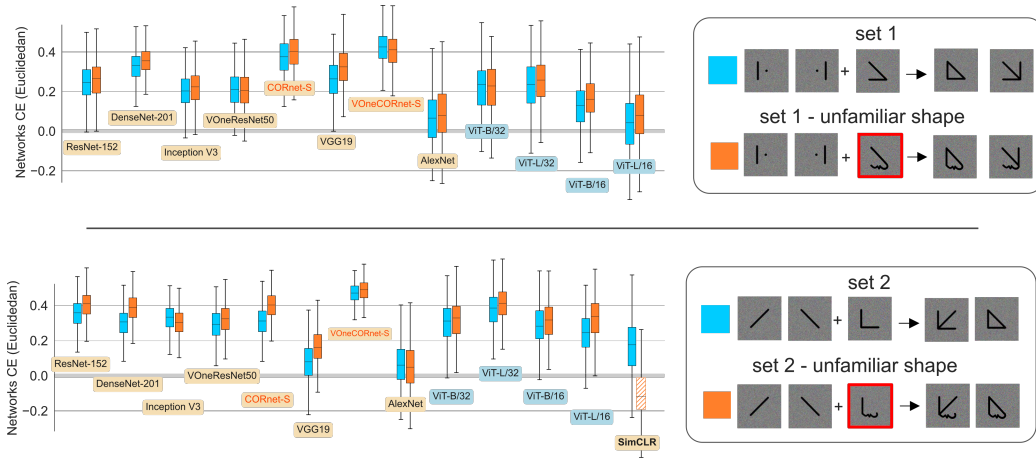 Networks CE (Euclidedan)
0.4
0.2
0.0
−0.2
ResNet-152
DenseNet-201
Inception V3
VOneResNet50
CORnet-S
VGG19
VOneCORnet-S
AlexNet
ViT-B/32
ViT-L/32
ViT-B/16
ViT-L/16
set 1
+
set 1 - unfamiliar shape
+
Networks CE (Euclidedan)
0.4
0.2
0.0
−0.2
ResNet-152
DenseNet-201
Inception V3
VOneResNet50
CORnet-S
VGG19
VOneCORnet-S
AlexNet
ViT-B/32
ViT-L/32
ViT-B/16
ViT-L/16
SimCLR
set 2
+
set 2 - unfamiliar shape
+